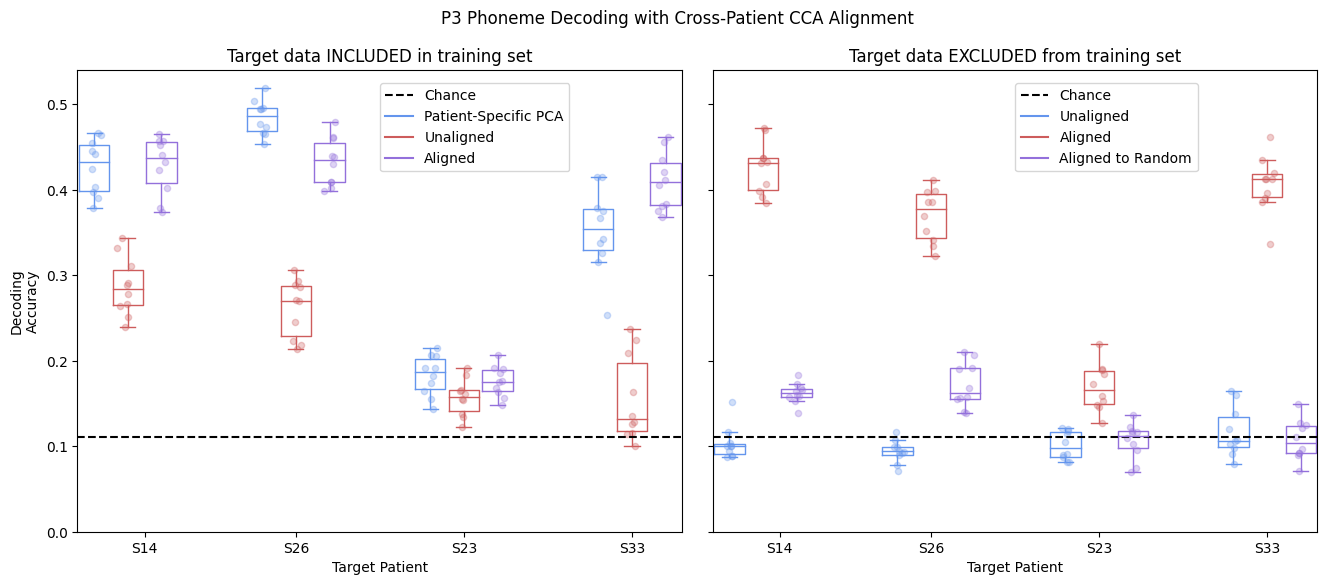 P3 Phoneme Decoding with Cross-Patient CCA Alignment
Target data INCLUDED in training set
Chance
Patient-Specific PCA
Unaligned
Aligned
0.5
0.4
0.3
0.2
0.1
0.0
Decoding
Accuracy
S14
S26
S23
S33
Target Patient
Target data EXCLUDED from training set
Chance
Unaligned
Aligned
Aligned to Random
S14
S26
S23
S33
Target Patient